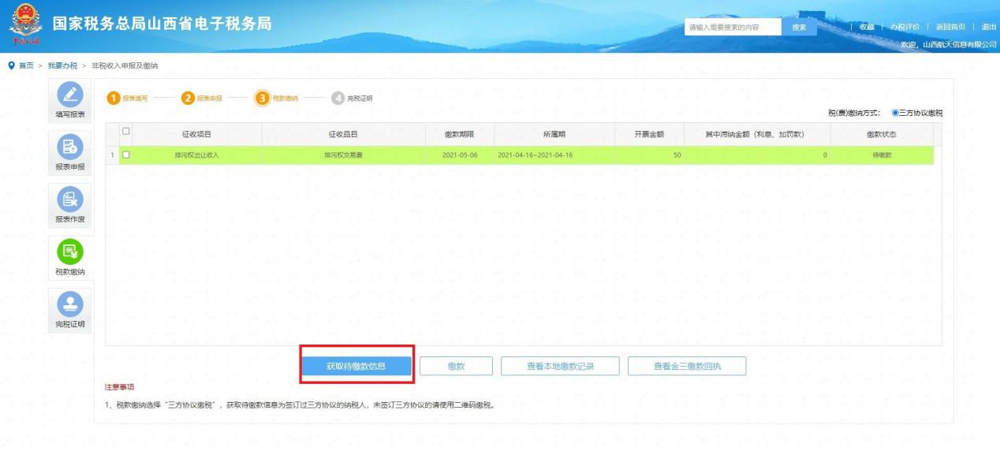 国家税务总局山西省电子税务局
请输入需要搜索的内容 搜索 | 收藏 | 办税评价 | 返回首页 | 退出
欢迎, 山西航天信息有限公司
首页 > 我要办税 > 非税收入申报及缴纳
填写报表
报表申报
报表作废
税款缴纳
完税证明
1 报表填写 2 报表申报 3 税款缴纳 4 完税证明
税(费)缴纳方式: 三方协议缴税
征收项目 征收品目 缴款期限 所属期 开票金额 其中滞纳金额(利息、加罚款) 缴款状态
1 排污权出让收入 排污权交易费 2021-05-06 2021-04-16~2021-04-16 50 0 待缴款
获取待缴款信息 缴款 查看本地缴款记录 查看金三缴款回执
注意事项
1、税款缴纳选择“三方协议缴税”,获取待缴款信息为签订过三方协议的纳税人,未签订三方协议的请使用二维码缴税。